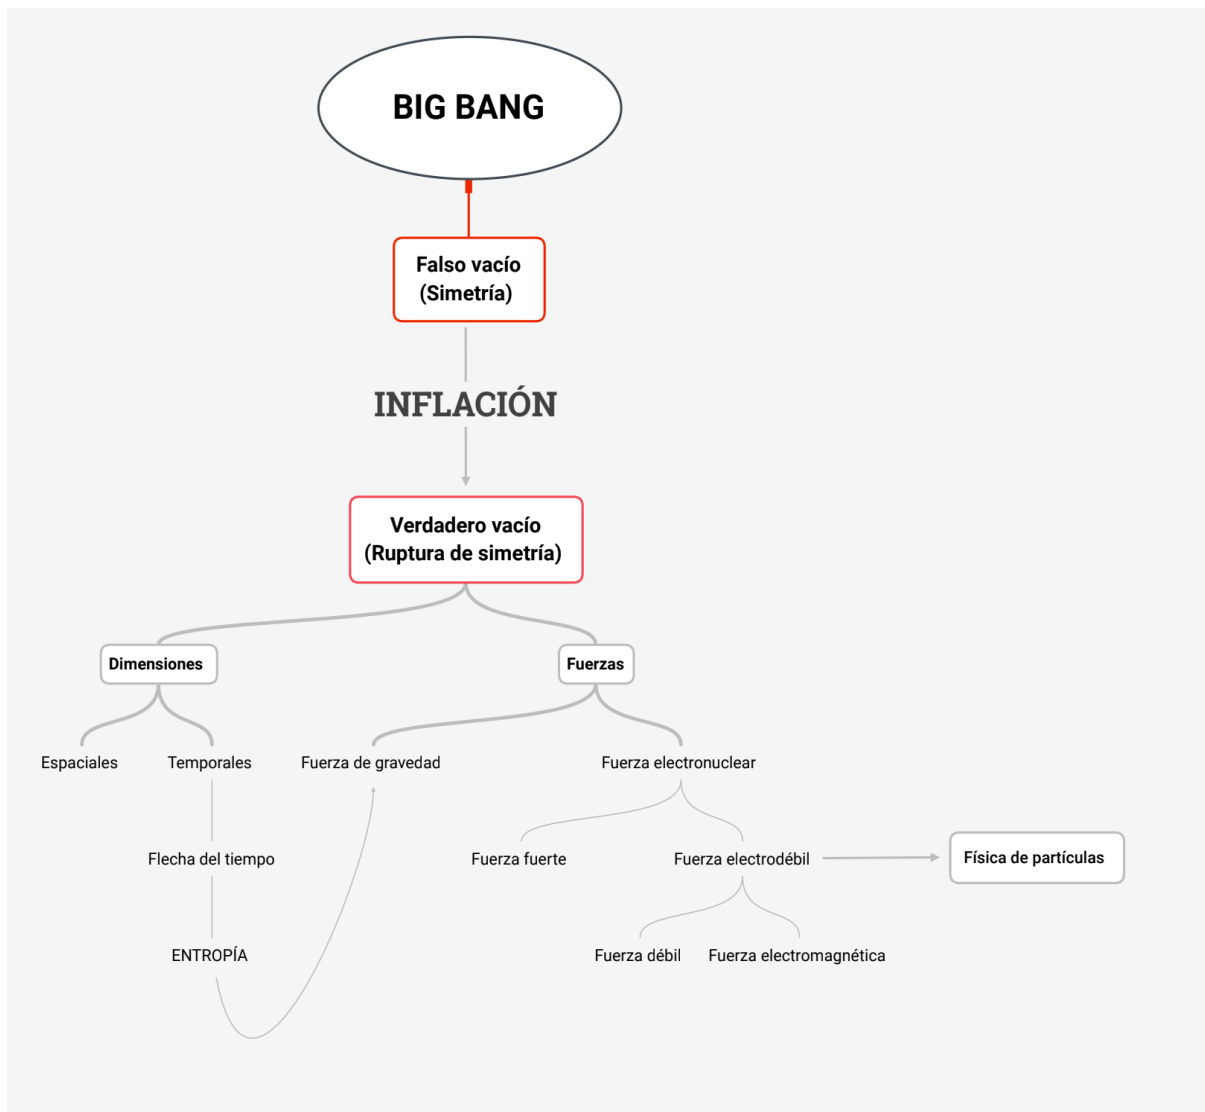 BIG BANG
Falso vacío
(Simetría)
INFLACIÓN
Verdadero vacío
(Ruptura de simetría)
Dimensiones
Fuerzas
Espaciales
Temporales
Fuerza de gravedad
Fuerza electronuclear
Flecha del tiempo
Fuerza fuerte
Fuerza electrodébil
Física de partículas
ENTROPÍA
Fuerza débil
Fuerza electromagnética